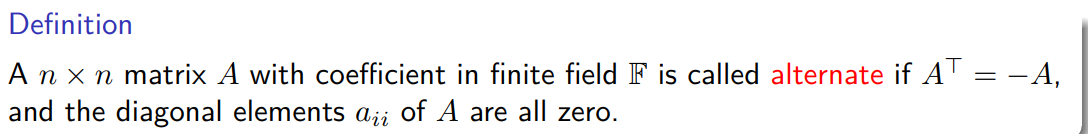 Definition
A n × n matrix A with coefficient in finite field 𝔽 is called alternate if A⊤ = −A,
and the diagonal elements aᵢᵢ of A are all zero.